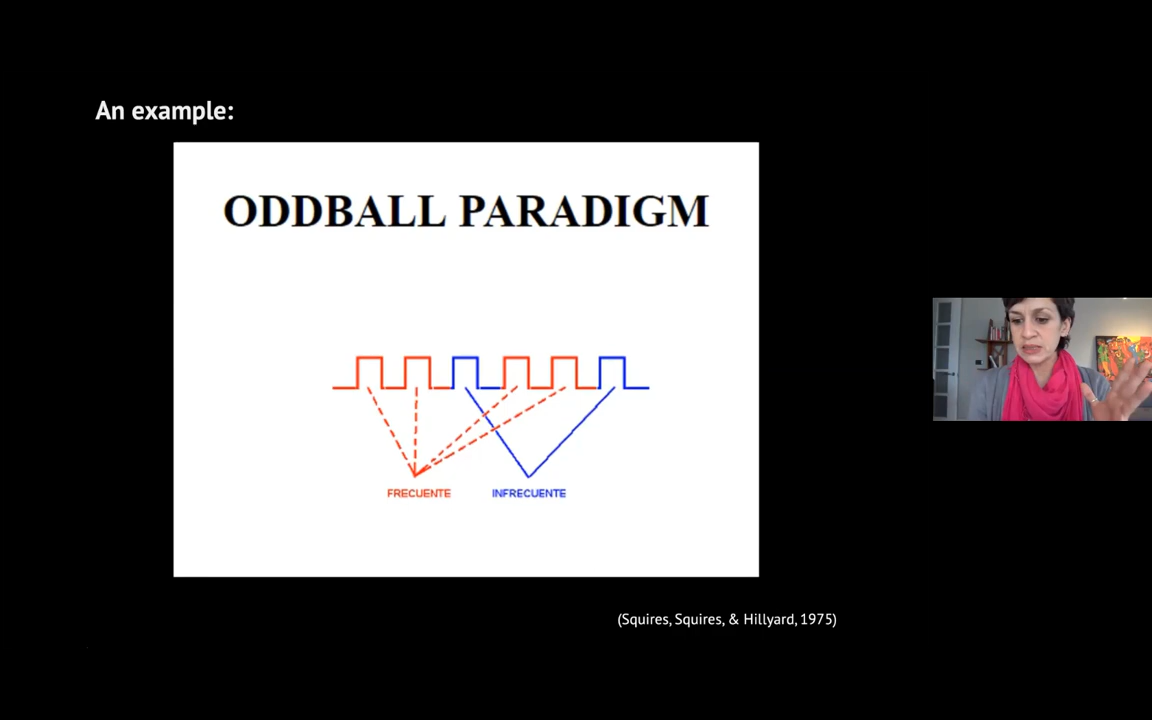 An example:
ODDBALL PARADIGM
FRECUENTE INFRECUENTE
(Squires, Squires, & Hillyard, 1975)